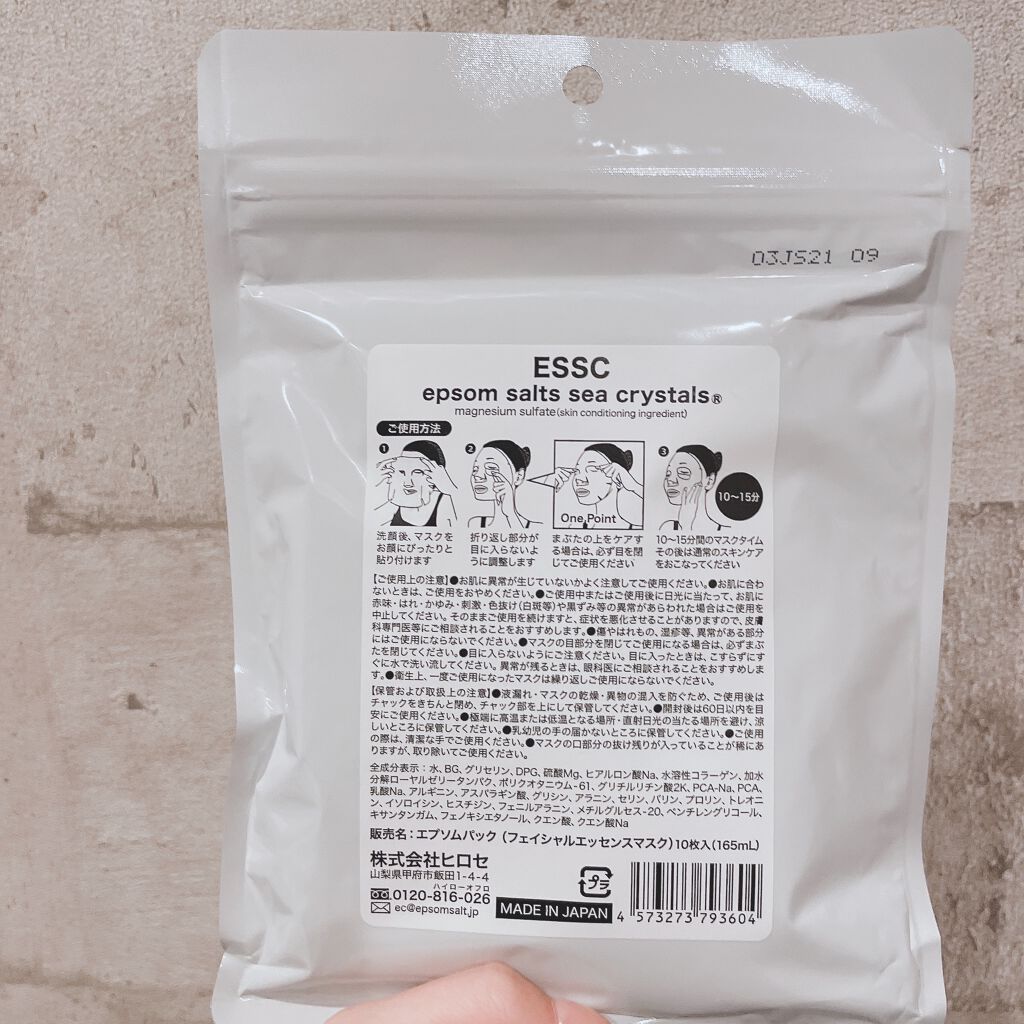 03JS21 09
ESSC
epsom salts sea crystals®
magnesium sulfate(skin conditioning ingredient)
ご使用方法
1
2
3
One Point
10〜15分
洗顔後、マスクを
お顔にぴったりと
貼り付けます
折り返し部分が
目に入らないよ
うに調整します
まぶたの上をケアす
る場合は、必ず目を閉
じてご使用ください
10〜15分間のマスクタイム
その後は通常のスキンケア
をおこなってください
【ご使用上の注意】●お肌に異常が生じていないかよく注意してご使用ください。●お肌に合わ
ないときは、ご使用をおやめください。●ご使用中またはご使用後に日光に当たって、お肌に
赤味・はれ・かゆみ・刺激・色抜け(白斑等)や黒ずみ等の異常があらわれた場合はご使用を
中止してください。そのままご使用を続けますと、症状を悪化させることがありますので、皮膚
科専門医等にご相談されることをおすすめします。●傷やはれもの、湿疹等、異常がある部分
にはご使用にならないでください。●マスクの目部分を閉じてご使用になる場合は、必ずまぶ
たを閉じてください。●目に入らないようにご注意ください。目に入ったときは、こすらずにす
ぐに水で洗い流してください。異常が残るときは、眼科医にご相談されることをおすすめしま
す。●衛生上、一度ご使用になったマスクは繰り返しご使用にならないでください。
【保管および取扱上の注意】●液漏れ・マスクの乾燥・異物の混入を防ぐため、ご使用後は
チャックをきちんと閉め、チャック部を上にして保管してください。●開封後は60日以内を目
安にご使用ください。●極端に高温または低温となる場所・直射日光の当たる場所を避け、涼
しいところに保管してください。●乳幼児の手の届かないところに保管してください。●ご使用
の際は、清潔な手でご使用ください。●マスクの口部分の抜け残りが入っていることが稀にあ
りますが、取り除いてご使用ください。
全成分表示：水、BG、グリセリン、DPG、硫酸Mg、ヒアルロン酸Na、水溶性コラーゲン、加水
分解ローヤルゼリータンパク、ポリクオタニウム-61、グリチルリチン酸2K、PCA-Na、PCA、
乳酸Na、アルギニン、アスパラギン酸、グリシン、アラニン、セリン、バリン、プロリン、トレオニ
ン、イソロイシン、ヒスチジン、フェニルアラニン、メチルグルセス-20、ペンチレングリコール、
キサンタンガム、フェノキシエタノール、クエン酸、クエン酸Na
販売名：エプソムパック（フェイシャルエッセンスマスク)10枚入(165mL)
株式会社ヒロセ
山梨県甲府市飯田1-4-4
ハイローオフロ
0120-816-026
ec@epsomsalt.jp
プラ
MADE IN JAPAN
4 573273 793604